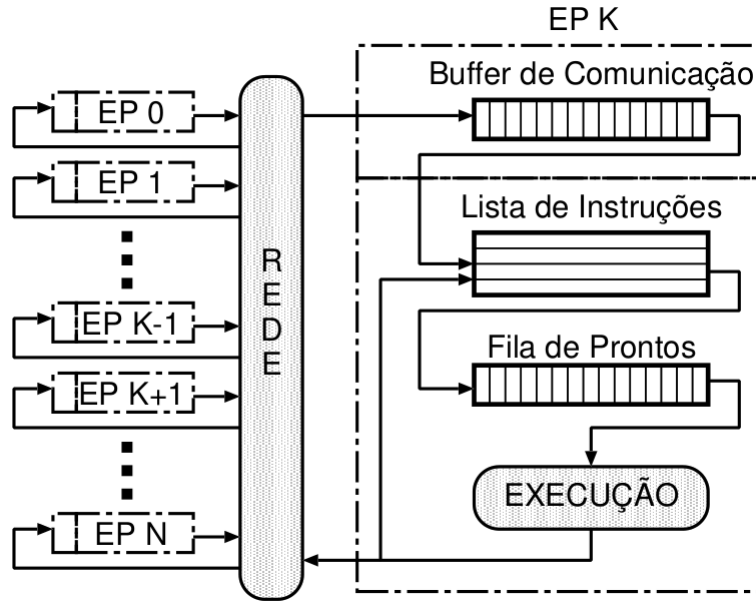 EP K
Buffer de Comunicação
EP 0
EP 1
Lista de Instruções
R
E
D
E
EP K-1
Fila de Prontos
EP K+1
EXECUÇÃO
EP N